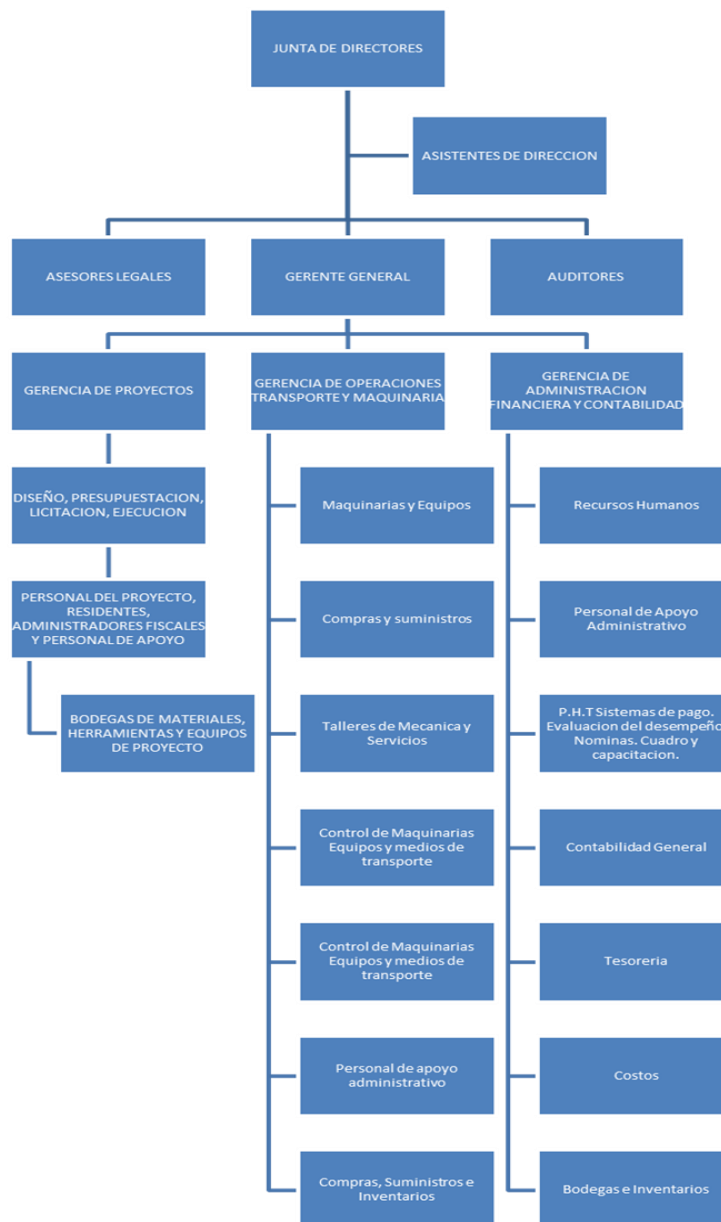 JUNTA DE DIRECTORES
ASISTENTES DE DIRECCION
ASESORES LEGALES
GERENTE GENERAL
AUDITORES
GERENCIA DE PROYECTOS
GERENCIA DE OPERACIONES
TRANSPORTE Y MAQUINARIA
GERENCIA DE
ADMINISTRACION
FINANCIERA Y CONTABILIDAD
DISEÑO, PRESUPUESTACION,
LICITACION, EJECUCION
PERSONAL DEL PROYECTO,
RESIDENTES,
ADMINISTRADORES FISCALES
Y PERSONAL DE APOYO
BODEGAS DE MATERIALES,
HERRAMIENTAS Y EQUIPOS
DE PROYECTO
Maquinarias y Equipos
Compras y suministros
Talleres de Mecanica y
Servicios
Control de Maquinarias
Equipos y medios de
transporte
Control de Maquinarias
Equipos y medios de
transporte
Personal de apoyo
administrativo
Compras, Suministros e
Inventarios
Recursos Humanos
Personal de Apoyo
Administrativo
P.H.T Sistemas de pago.
Evaluacion del desempeño
Nominas. Cuadro y
capacitacion.
Contabilidad General
Tesoreria
Costos
Bodegas e Inventarios